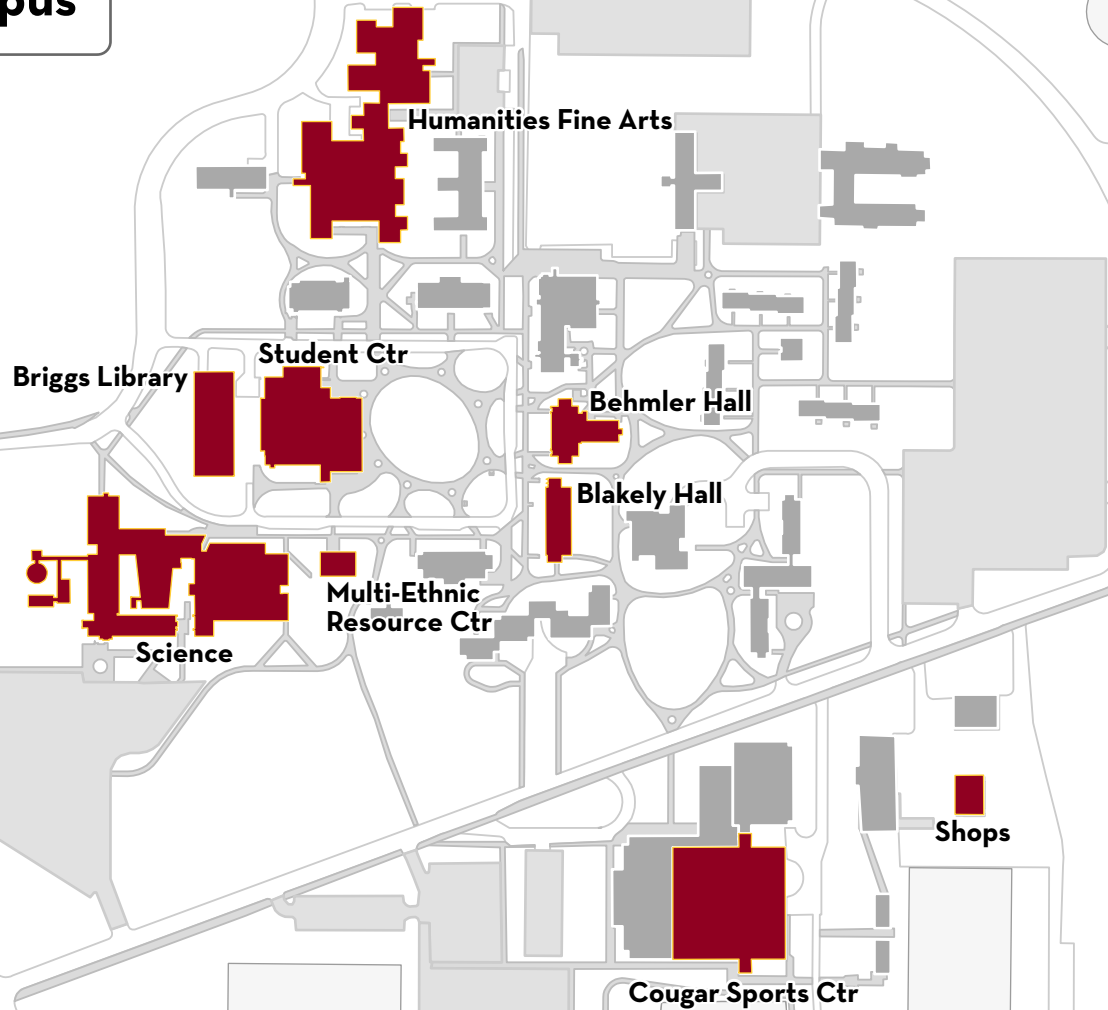 pus
Humanities Fine Arts
Student Ctr
Briggs Library
Behmler Hall
Blakely Hall
Multi-Ethnic
Resource Ctr
Science
Shops
Cougar Sports Ctr